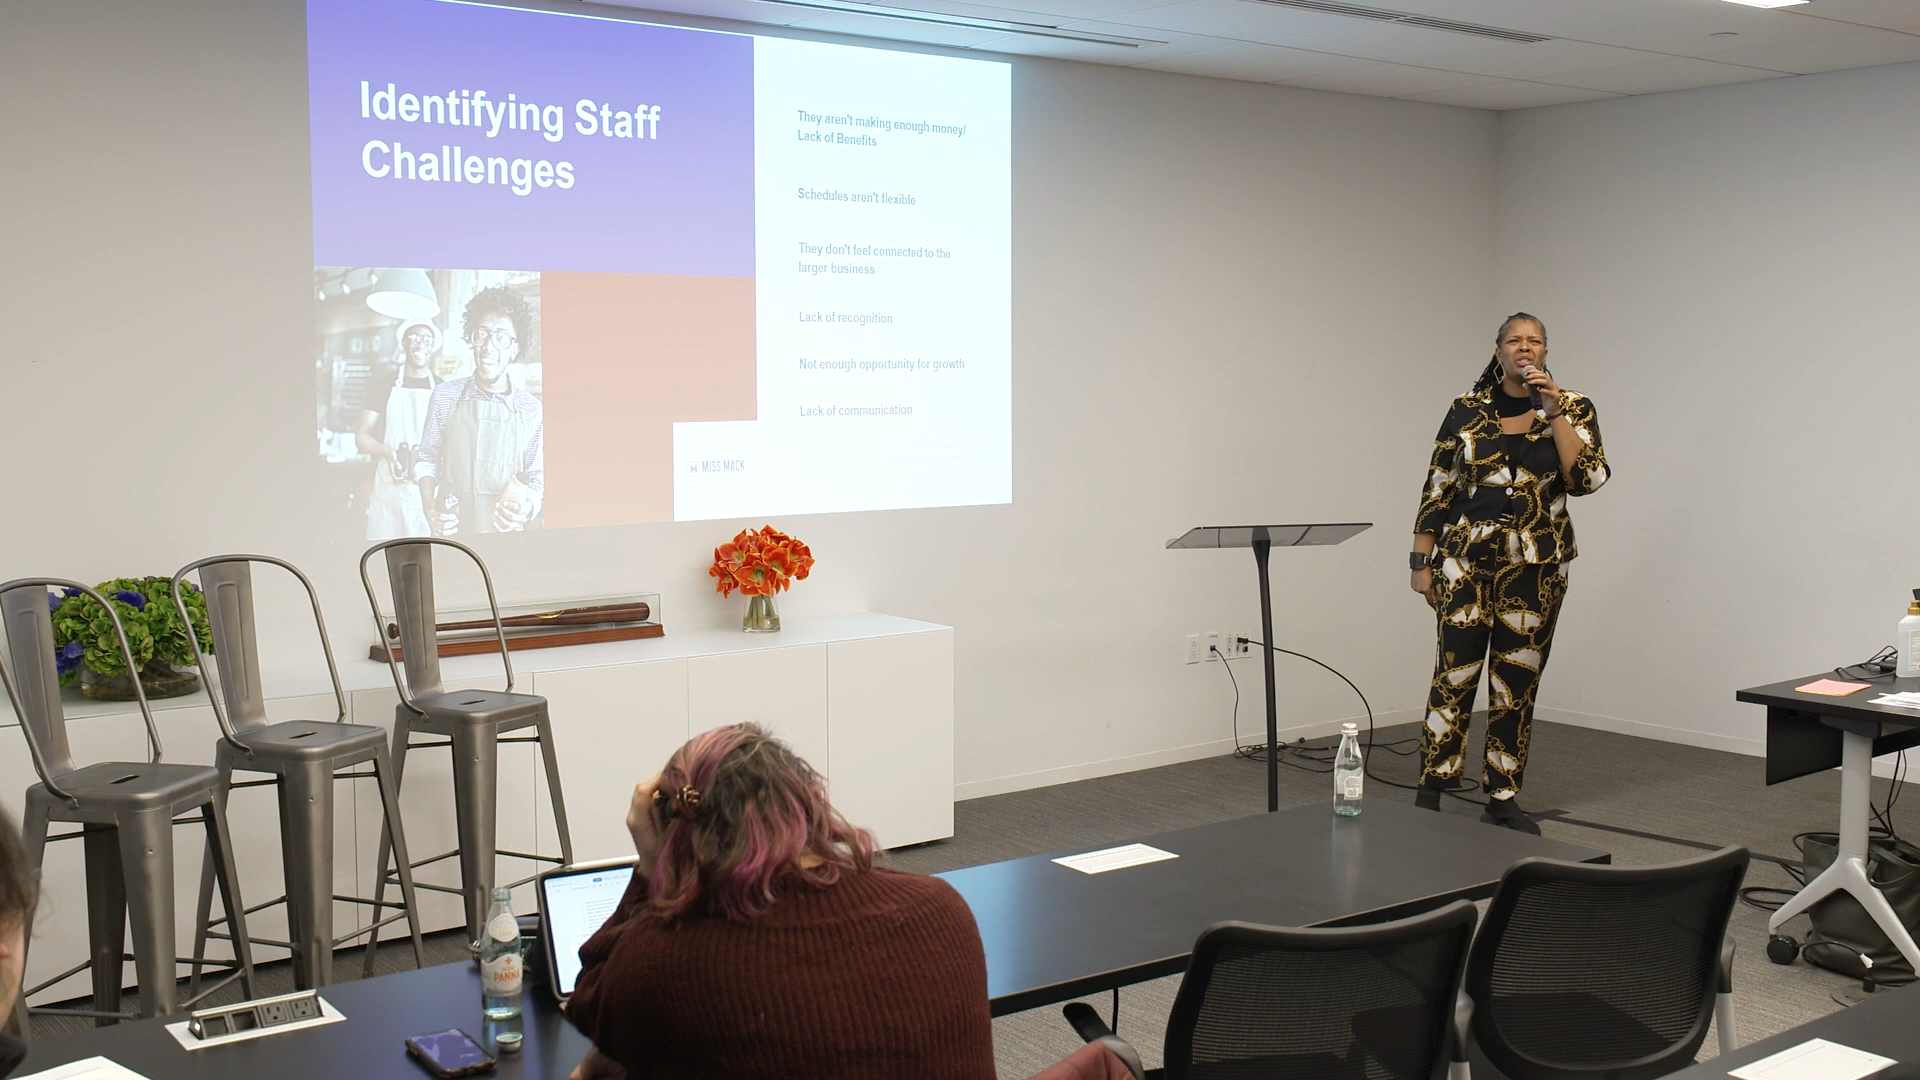 Identifying Staff
Challenges
They aren't making enough money/
Lack of Benefits
Schedules aren't flexible
They don't feel connected to the
larger business
Lack of recognition
Not enough opportunity for growth
Lack of communication
M MISS MACK
PANNA